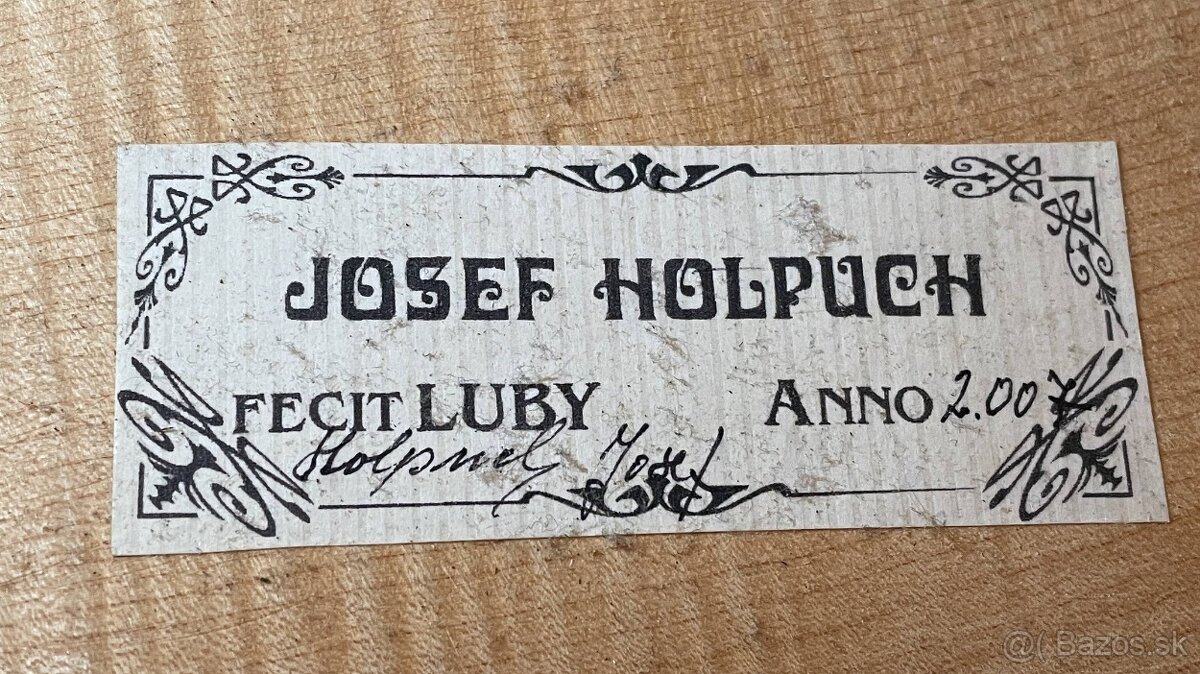 JOSEF HOLPUCH
FECIT LUBY ANNO 2.007
Holpuch Josef
@( Bazos.sk